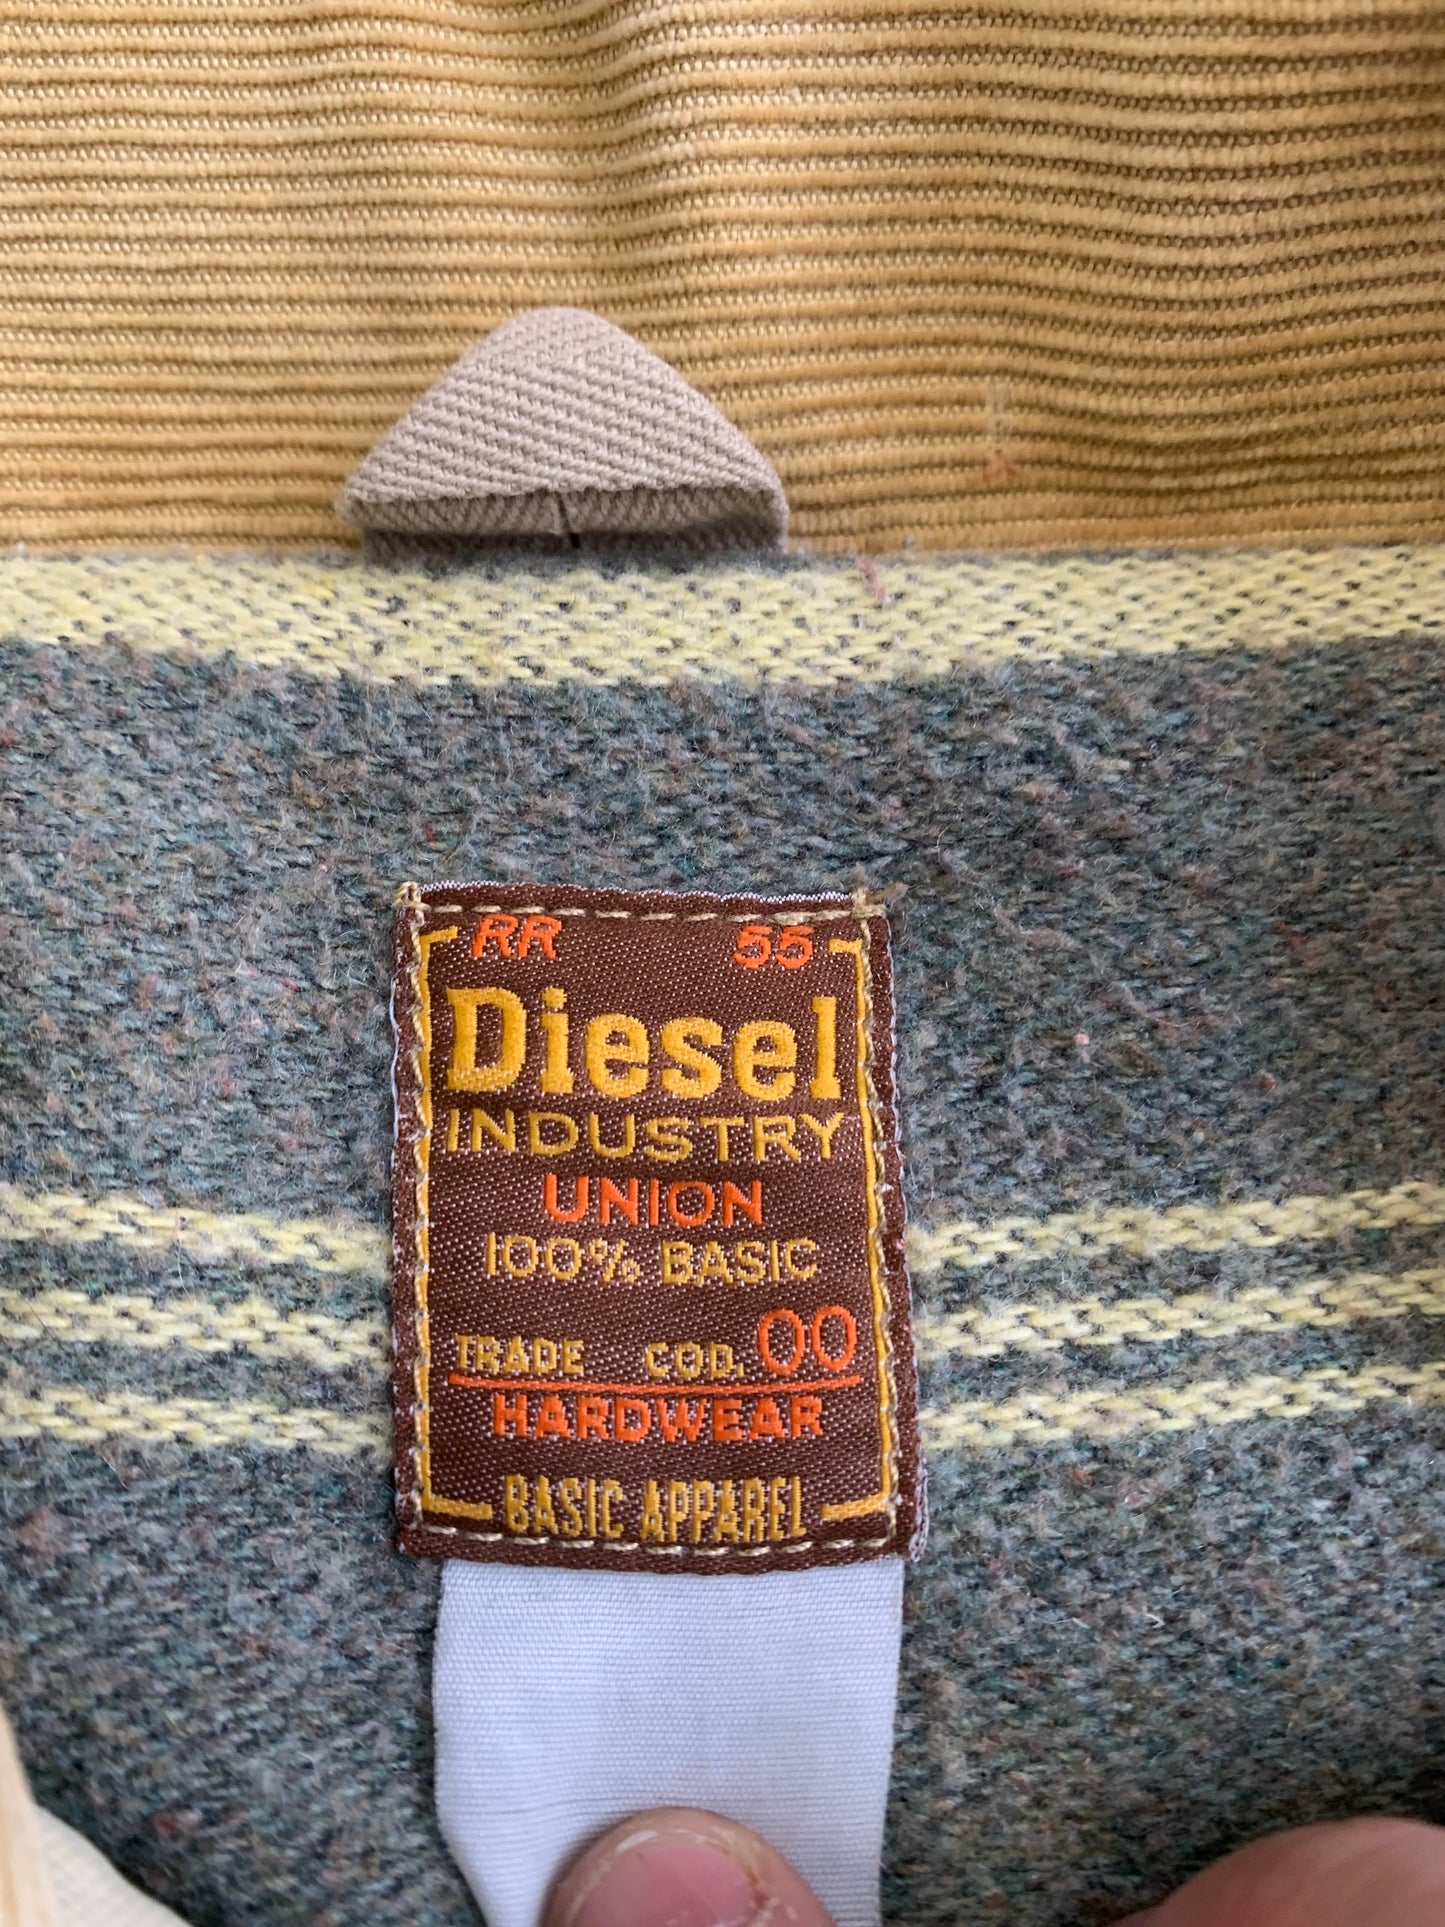 RR 55
Diesel
INDUSTRY
UNION
100% BASIC
TRADE COD. 00
HARDWEAR
BASIC APPAREL